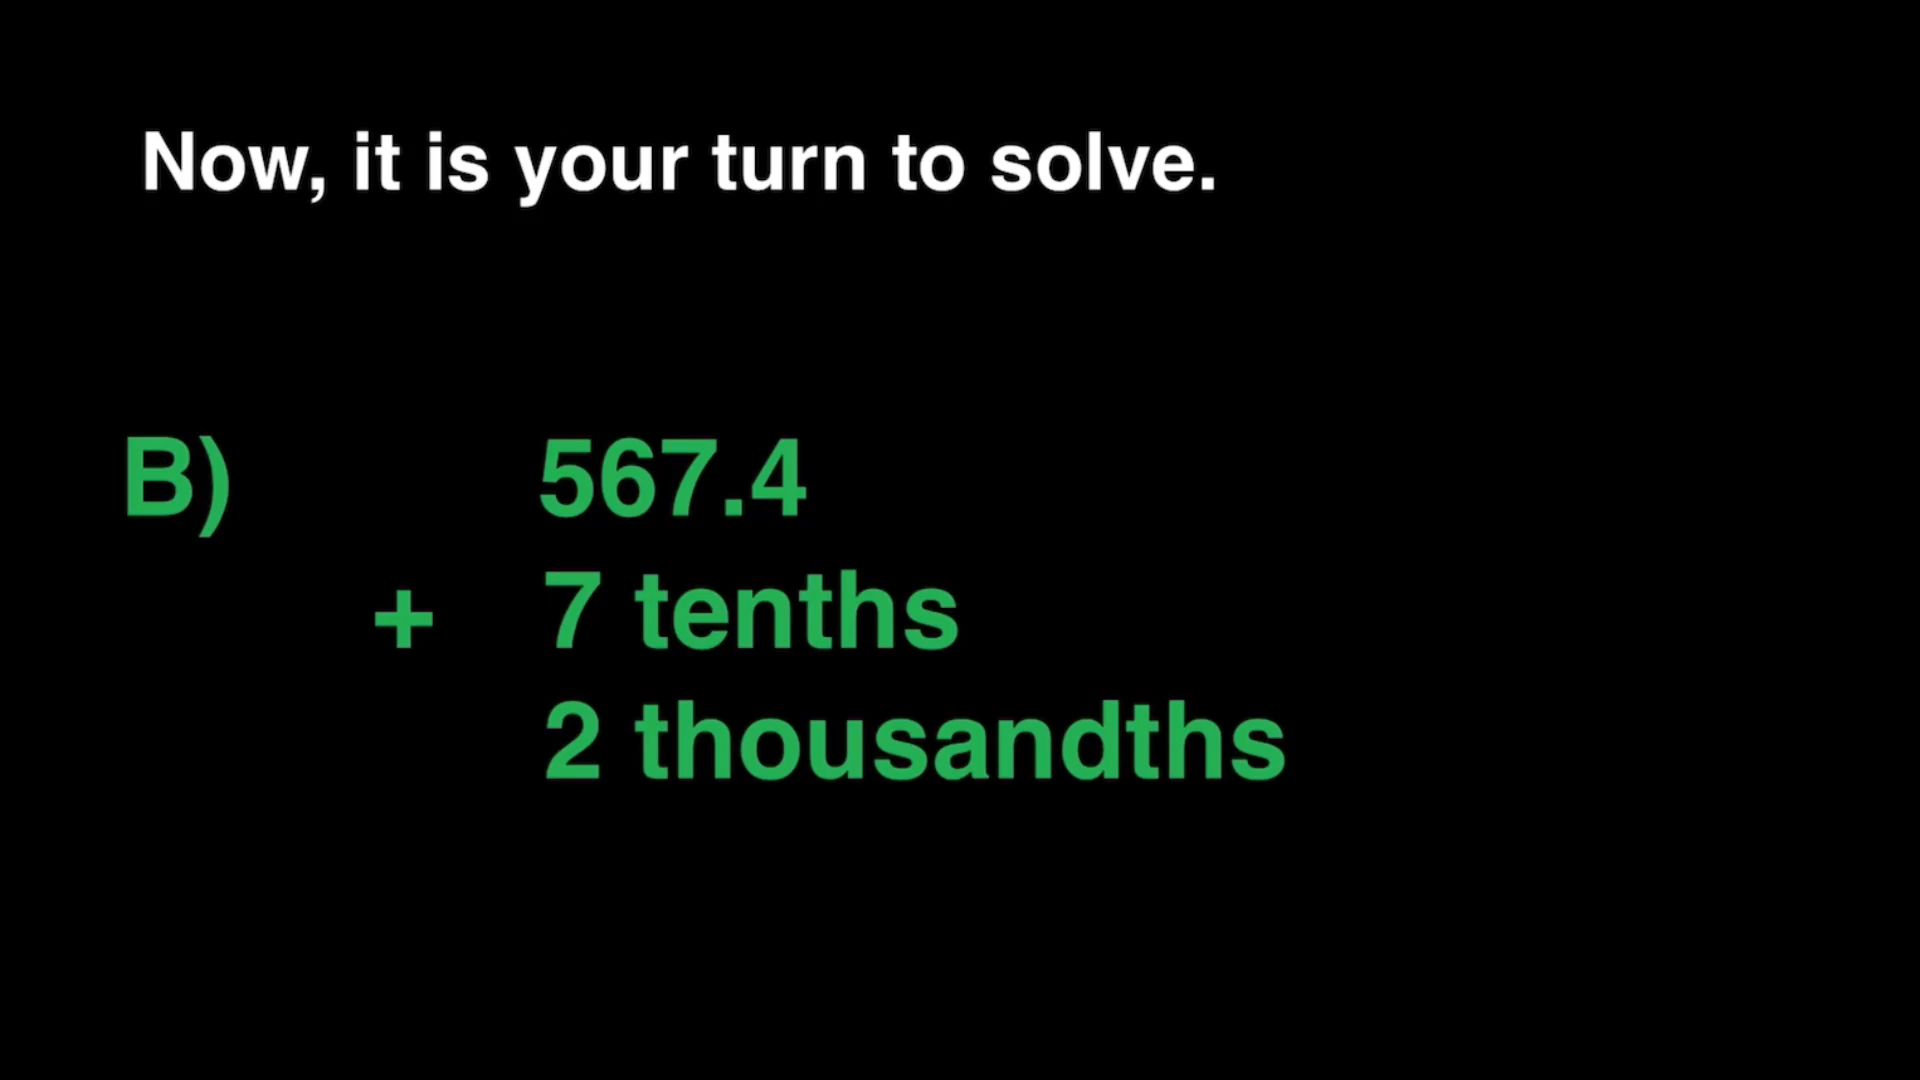 Now, it is your turn to solve.
B) 567.4
+ 7 tenths
2 thousandths